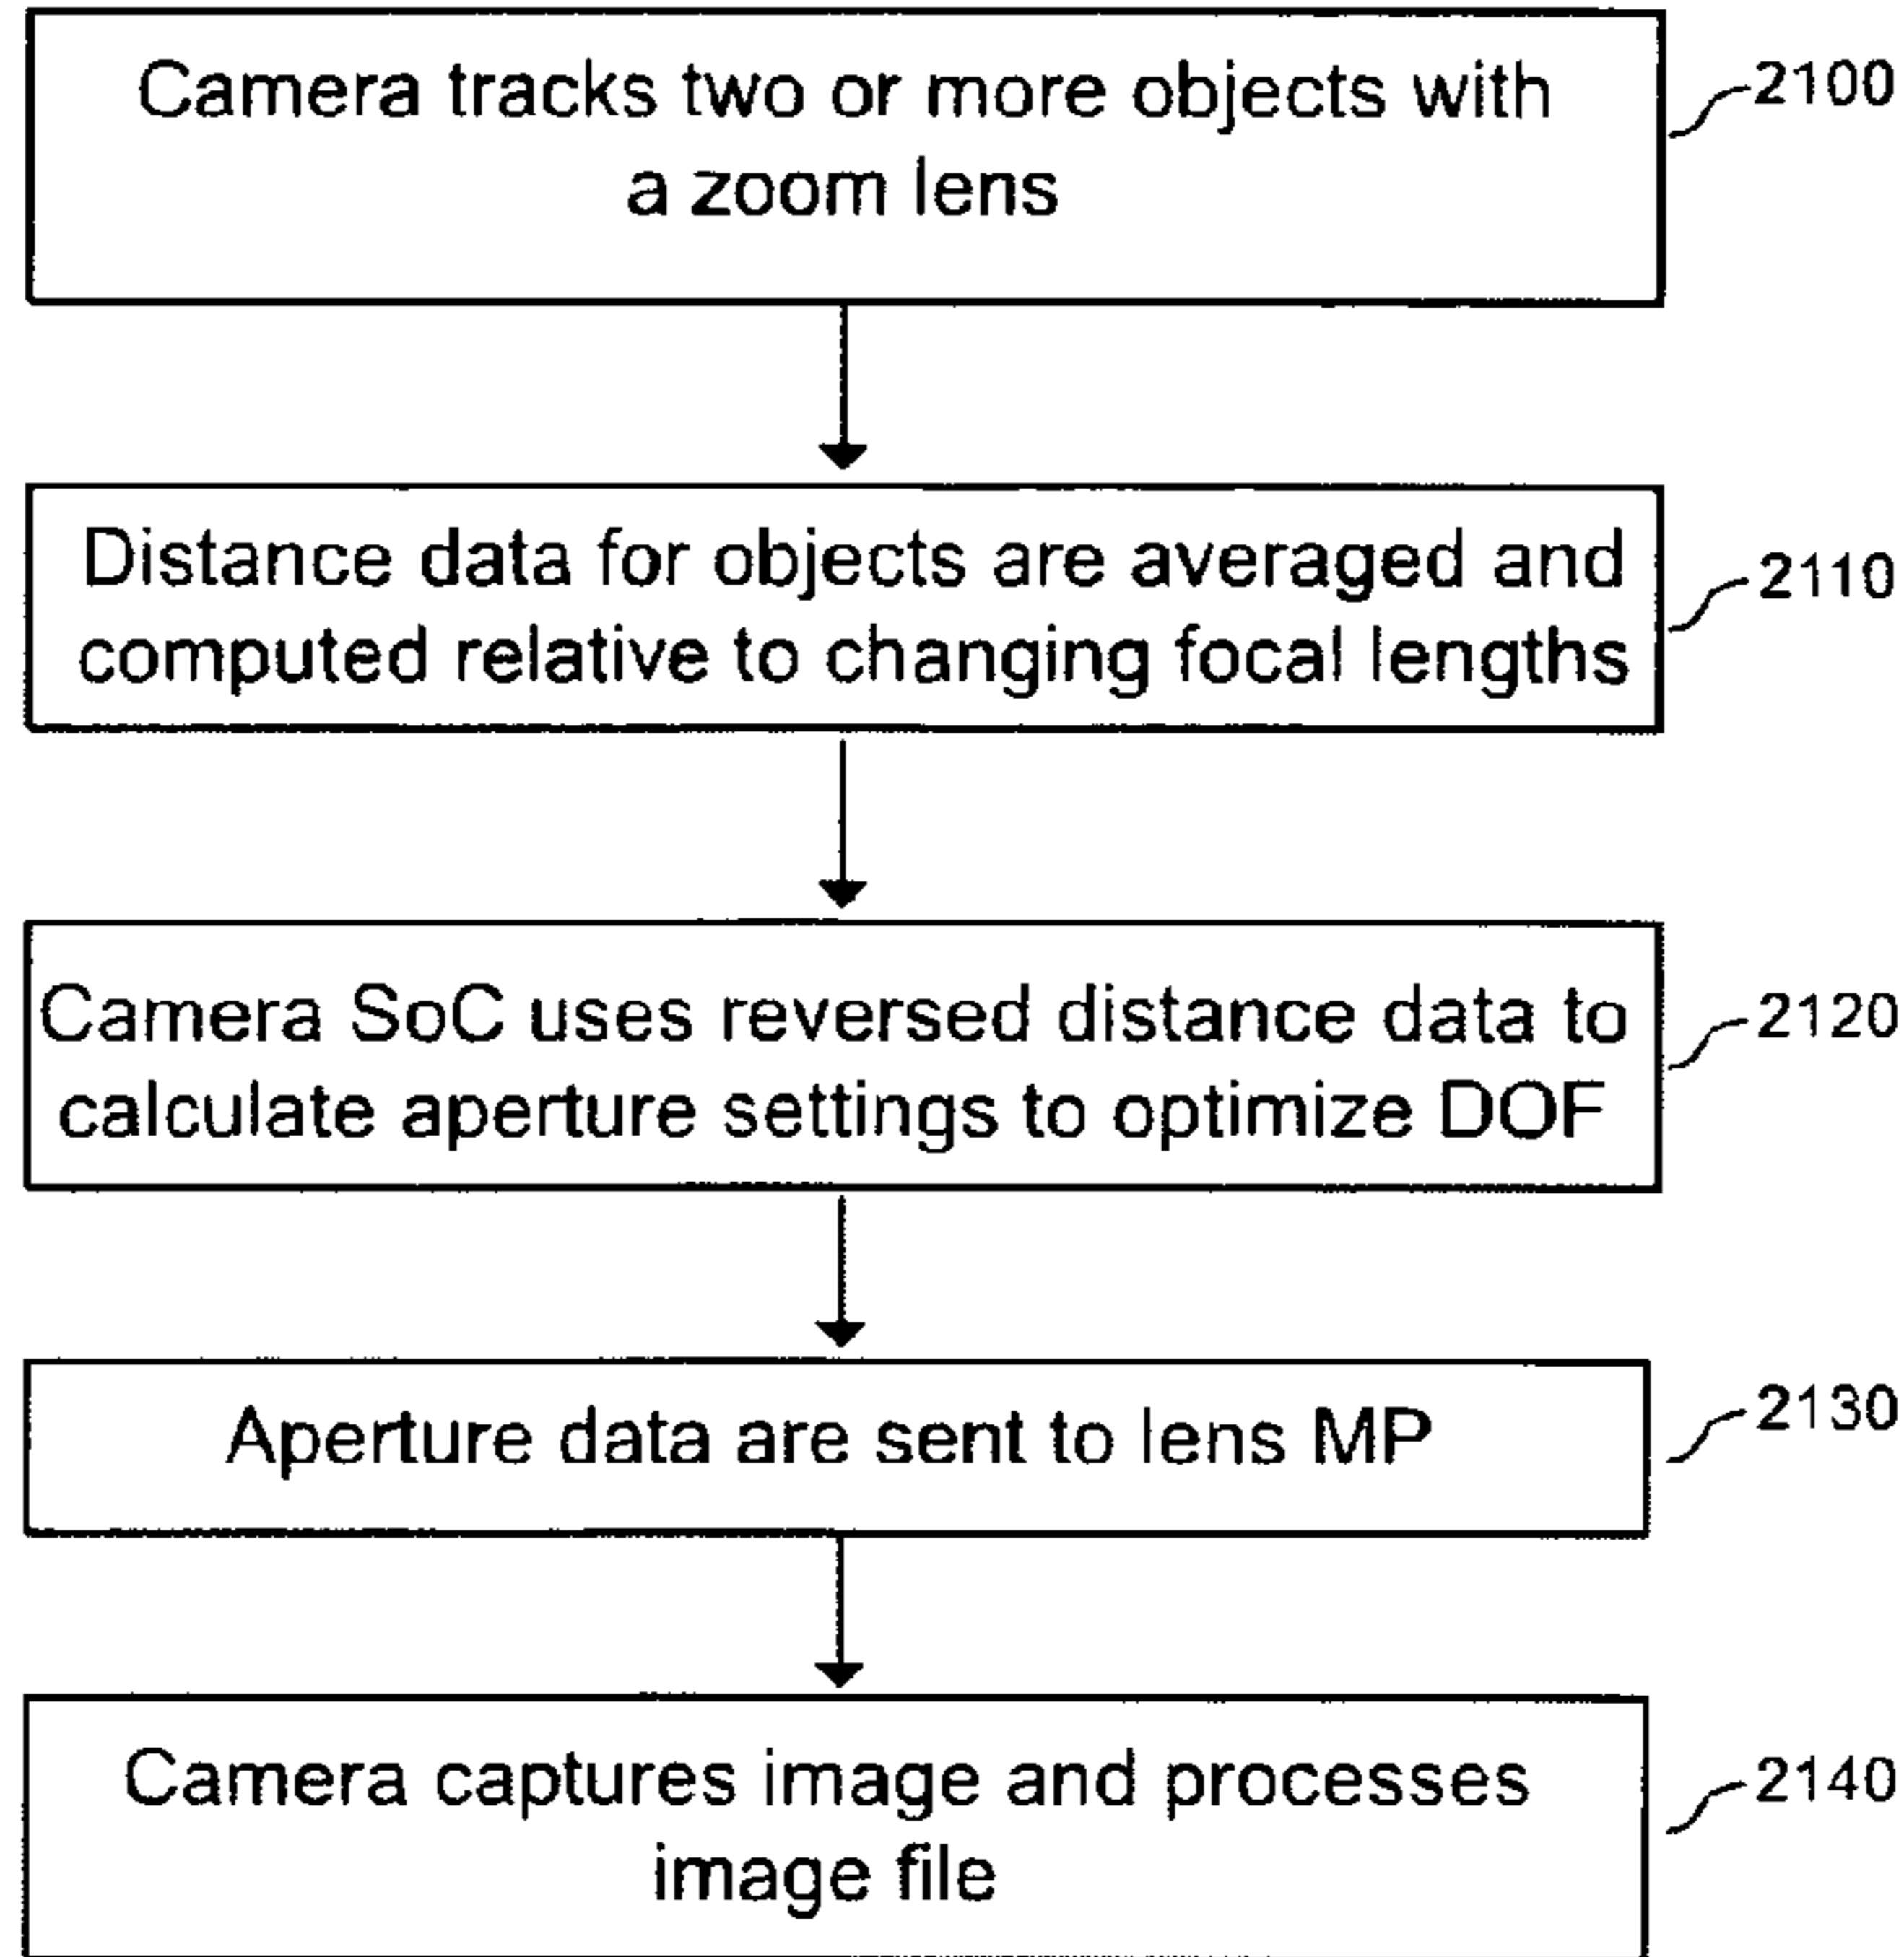 Camera tracks two or more objects with
a zoom lens
2100
Distance data for objects are averaged and
computed relative to changing focal lengths
2110
Camera SoC uses reversed distance data to
calculate aperture settings to optimize DOF
2120
Aperture data are sent to lens MP
2130
Camera captures image and processes
image file
2140